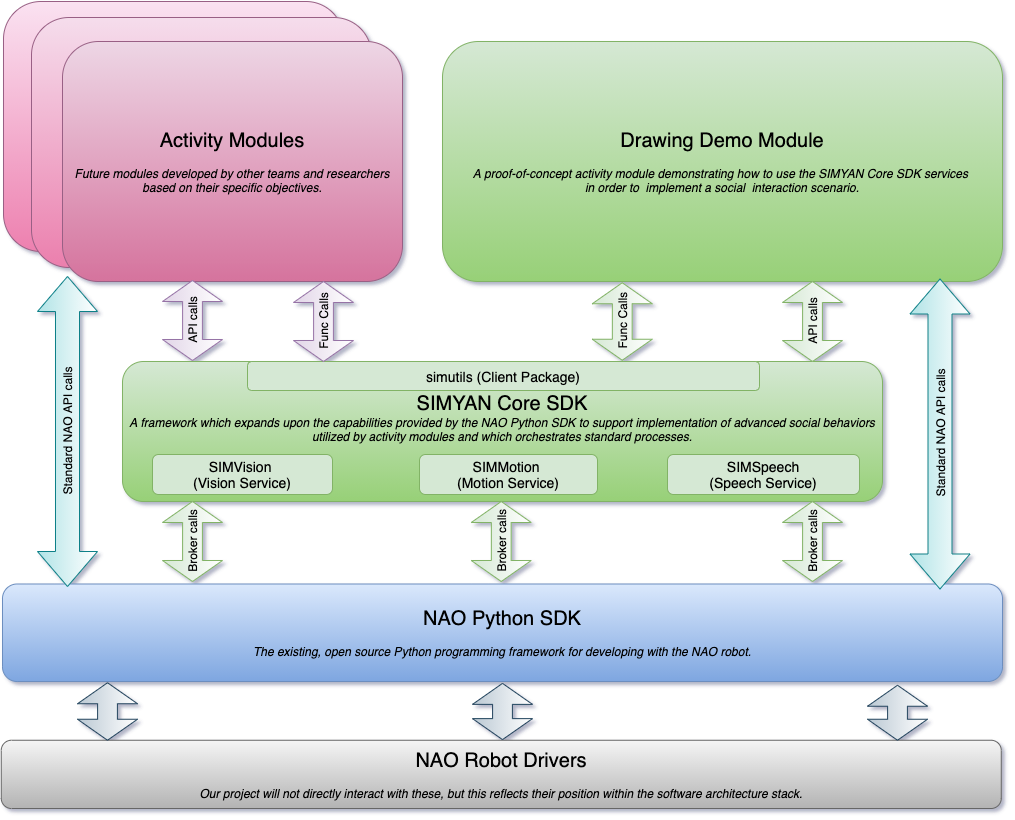 Activity Modules
Future modules developed by other teams and researchers
based on their specific objectives.
Drawing Demo Module
A proof-of-concept activity module demonstrating how to use the SIMYAN Core SDK services
in order to implement a social interaction scenario.
Standard NAO API calls
API calls
Func Calls
Func Calls
API calls
Standard NAO API calls
simutils (Client Package)
SIMYAN Core SDK
A framework which expands upon the capabilities provided by the NAO Python SDK to support implementation of advanced social behaviors
utilized by activity modules and which orchestrates standard processes.
SIMVision
(Vision Service)
SIMMotion
(Motion Service)
SIMSpeech
(Speech Service)
Broker calls
Broker calls
Broker calls
NAO Python SDK
The existing, open source Python programming framework for developing with the NAO robot.
NAO Robot Drivers
Our project will not directly interact with these, but this reflects their position within the software architecture stack.